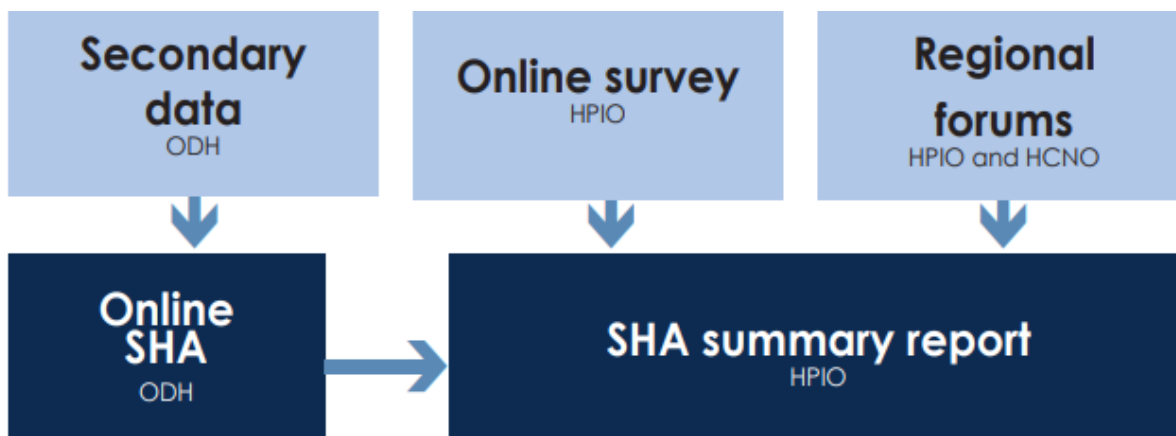 Secondary
data
ODH
Online survey
HPIO
Regional
forums
HPIO and HCNO
Online
SHA
ODH
SHA summary report
HPIO